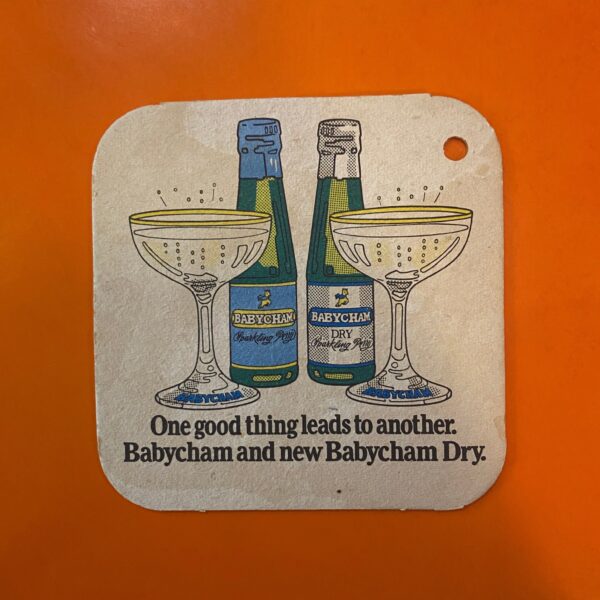 BABYCHAM
Sparkling Perry
BABYCHAM
DRY
Sparkling Perry
BABYCHAM
BABYCHAM
One good thing leads to another.
Babycham and new Babycham Dry.